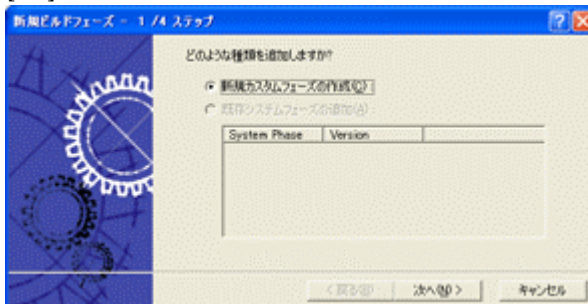 新規ビルドフェーズ - 1 /4 ステップ
どのような種類を追加しますか?
新規カスタムフェーズの作成(C)
既存システムフェーズの追加(A)
System Phase Version
< 戻る(B) 次へ(N) > キャンセル